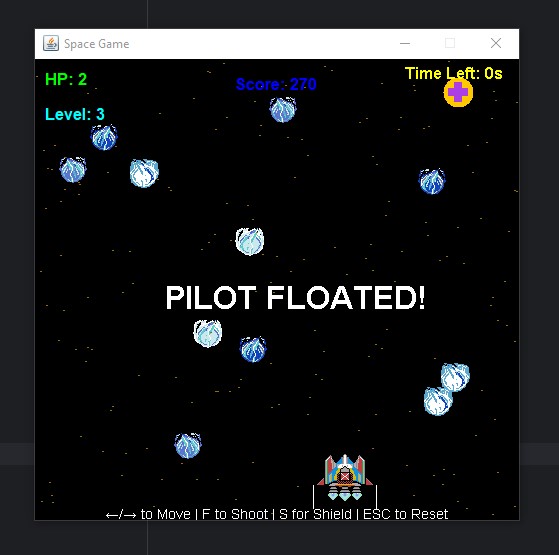 Space Game
HP: 2
Score: 270
Time Left: 0s
Level: 3
PILOT FLOATED!
←/→ to Move | F to Shoot | S for Shield | ESC to Reset